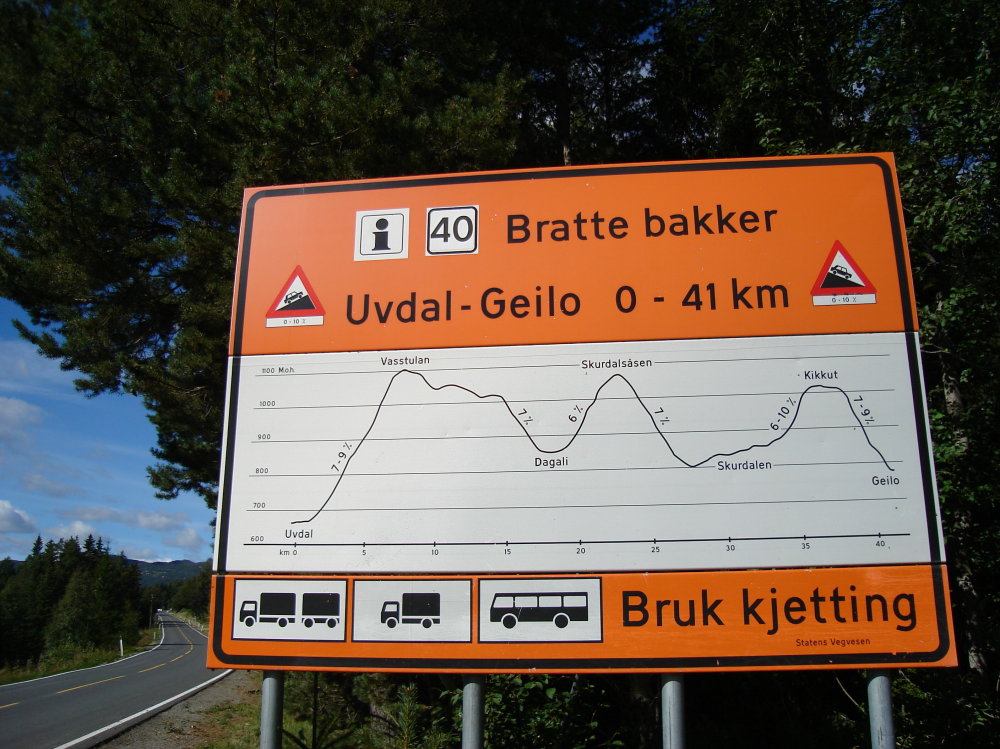 i 40 Bratte bakker
Uvdal - Geilo 0 - 41 km
0 - 10 %
0 - 10 %
Vasstulan
Skurdalsåsen
Kikkut
1100 Moh.
1000
900
800
700
600
7-9 %
7 %
6 %
7 %
6-10 %
7-9 %
Dagali
Skurdalen
Geilo
Uvdal
km 0 5 10 15 20 25 30 35 40
Bruk kjetting
Statens Vegvesen